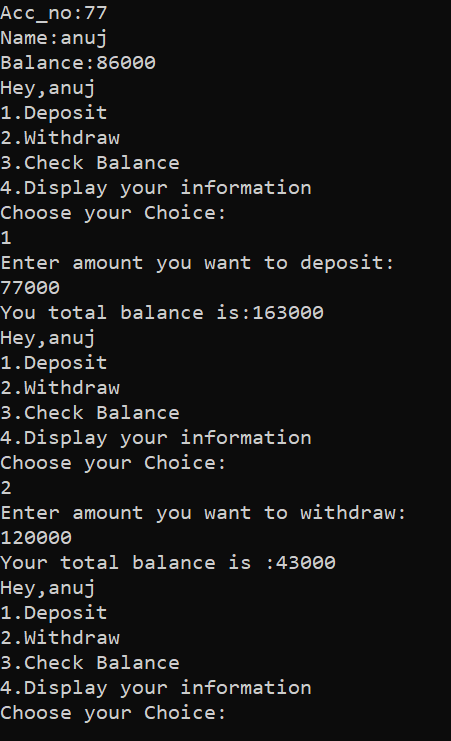 Acc_no:77
Name:anuj
Balance:86000
Hey,anuj
1.Deposit
2.Withdraw
3.Check Balance
4.Display your information
Choose your Choice:
1
Enter amount you want to deposit:
77000
You total balance is:163000
Hey,anuj
1.Deposit
2.Withdraw
3.Check Balance
4.Display your information
Choose your Choice:
2
Enter amount you want to withdraw:
120000
Your total balance is :43000
Hey,anuj
1.Deposit
2.Withdraw
3.Check Balance
4.Display your information
Choose your Choice: